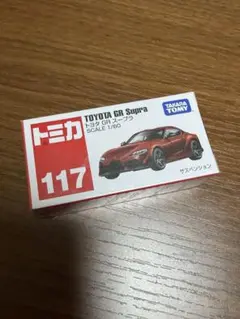 トミカ
117
TOYOTA GR Supra
トヨタ GR スープラ
SCALE 1/60
TAKARA
TOMY
サスペンション